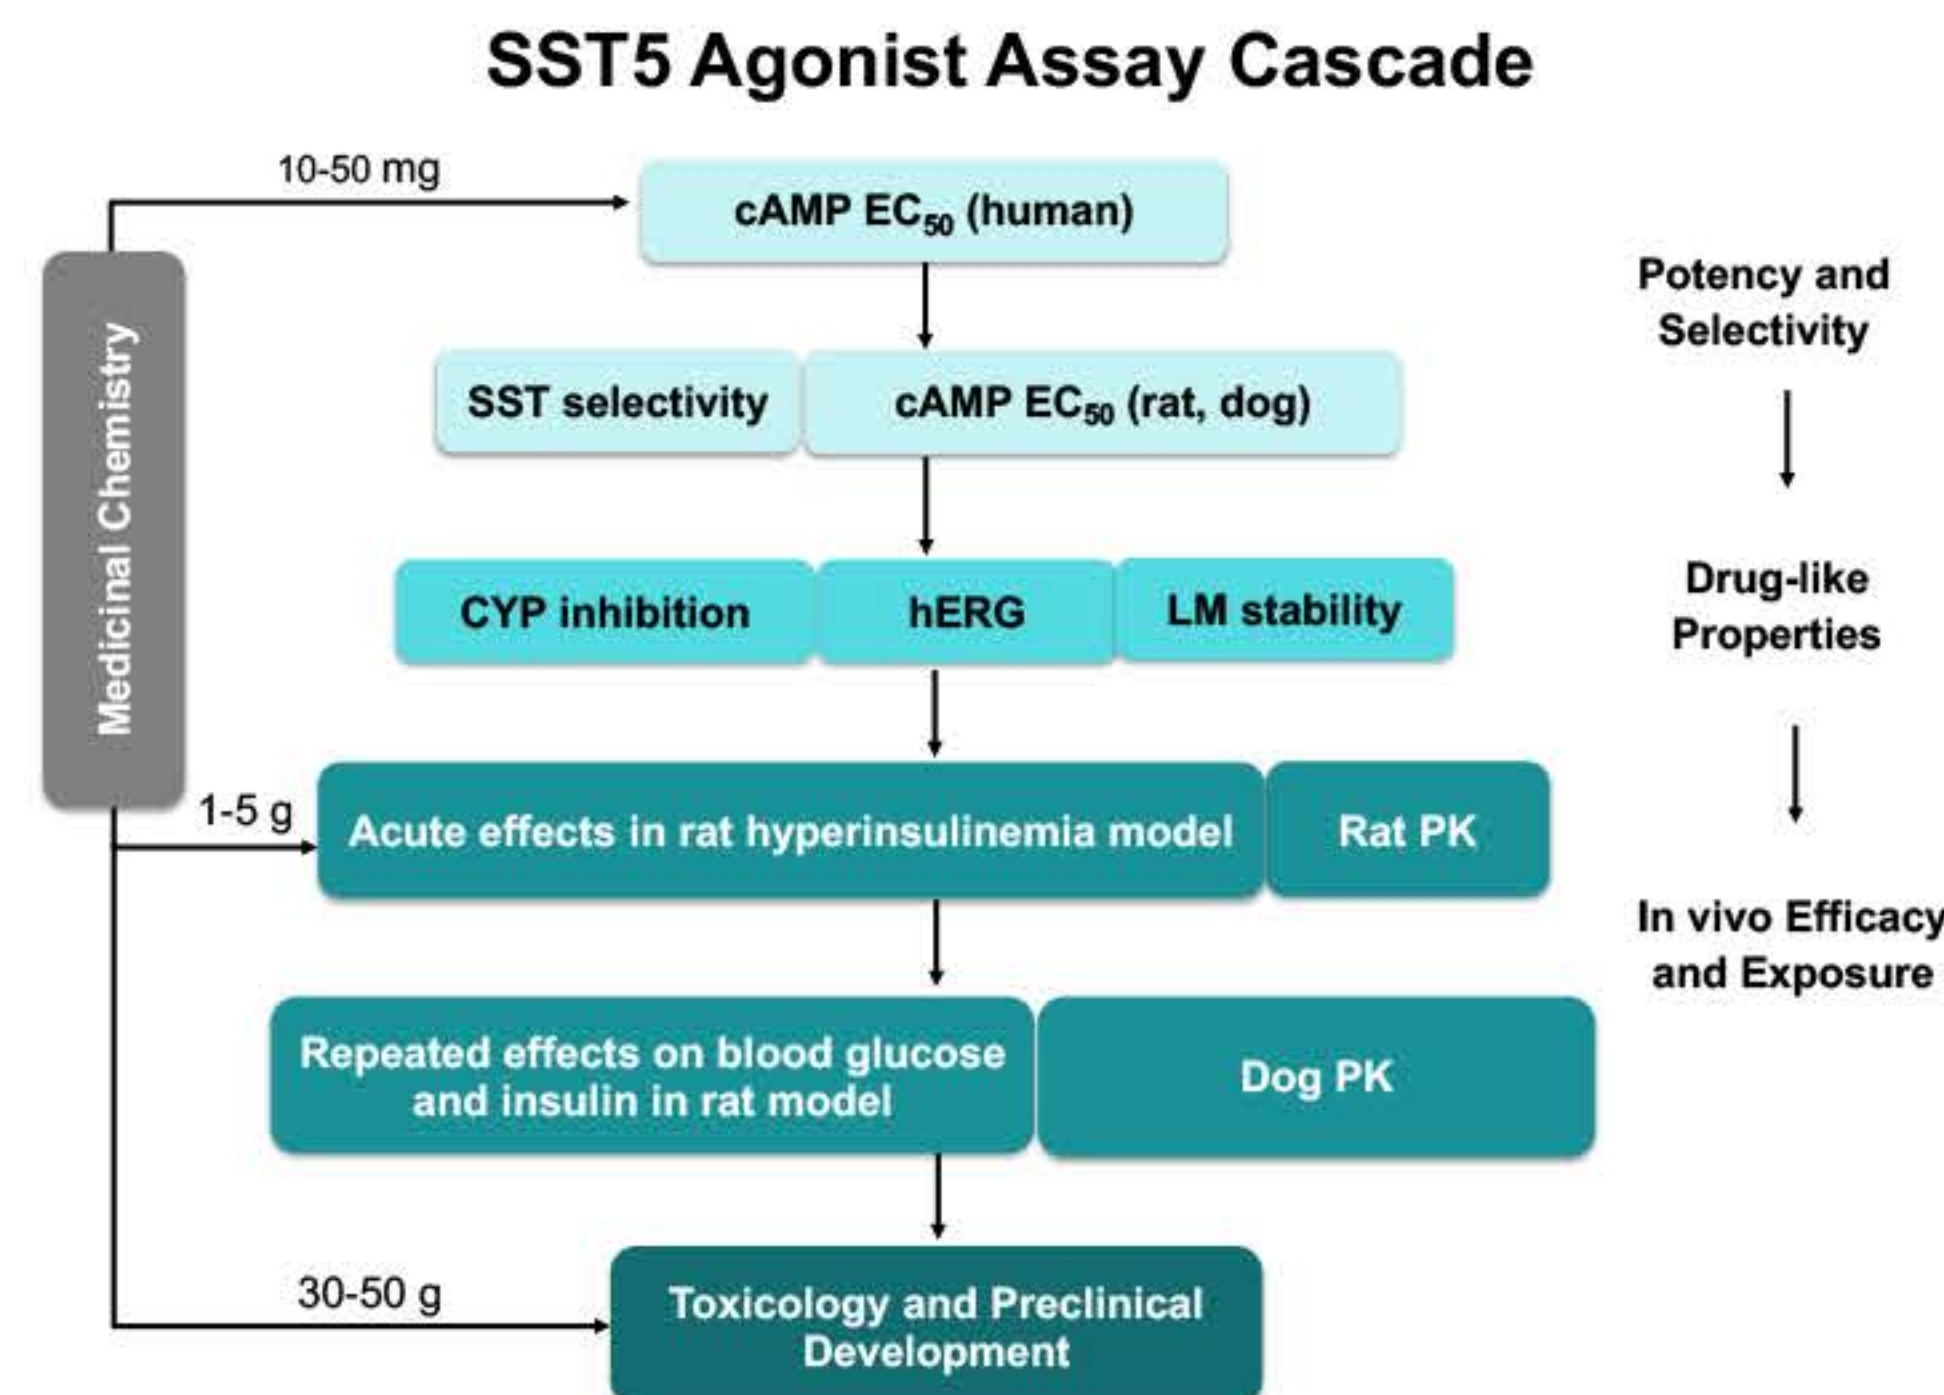 SST5 Agonist Assay Cascade
10-50 mg
cAMP EC₅₀ (human)
Medicinal Chemistry
SST selectivity
cAMP EC₅₀ (rat, dog)
CYP inhibition
hERG
LM stability
1-5 g
Acute effects in rat hyperinsulinemia model
Rat PK
Repeated effects on blood glucose
and insulin in rat model
Dog PK
30-50 g
Toxicology and Preclinical
Development
Potency and
Selectivity
Drug-like
Properties
In vivo Efficacy
and Exposure